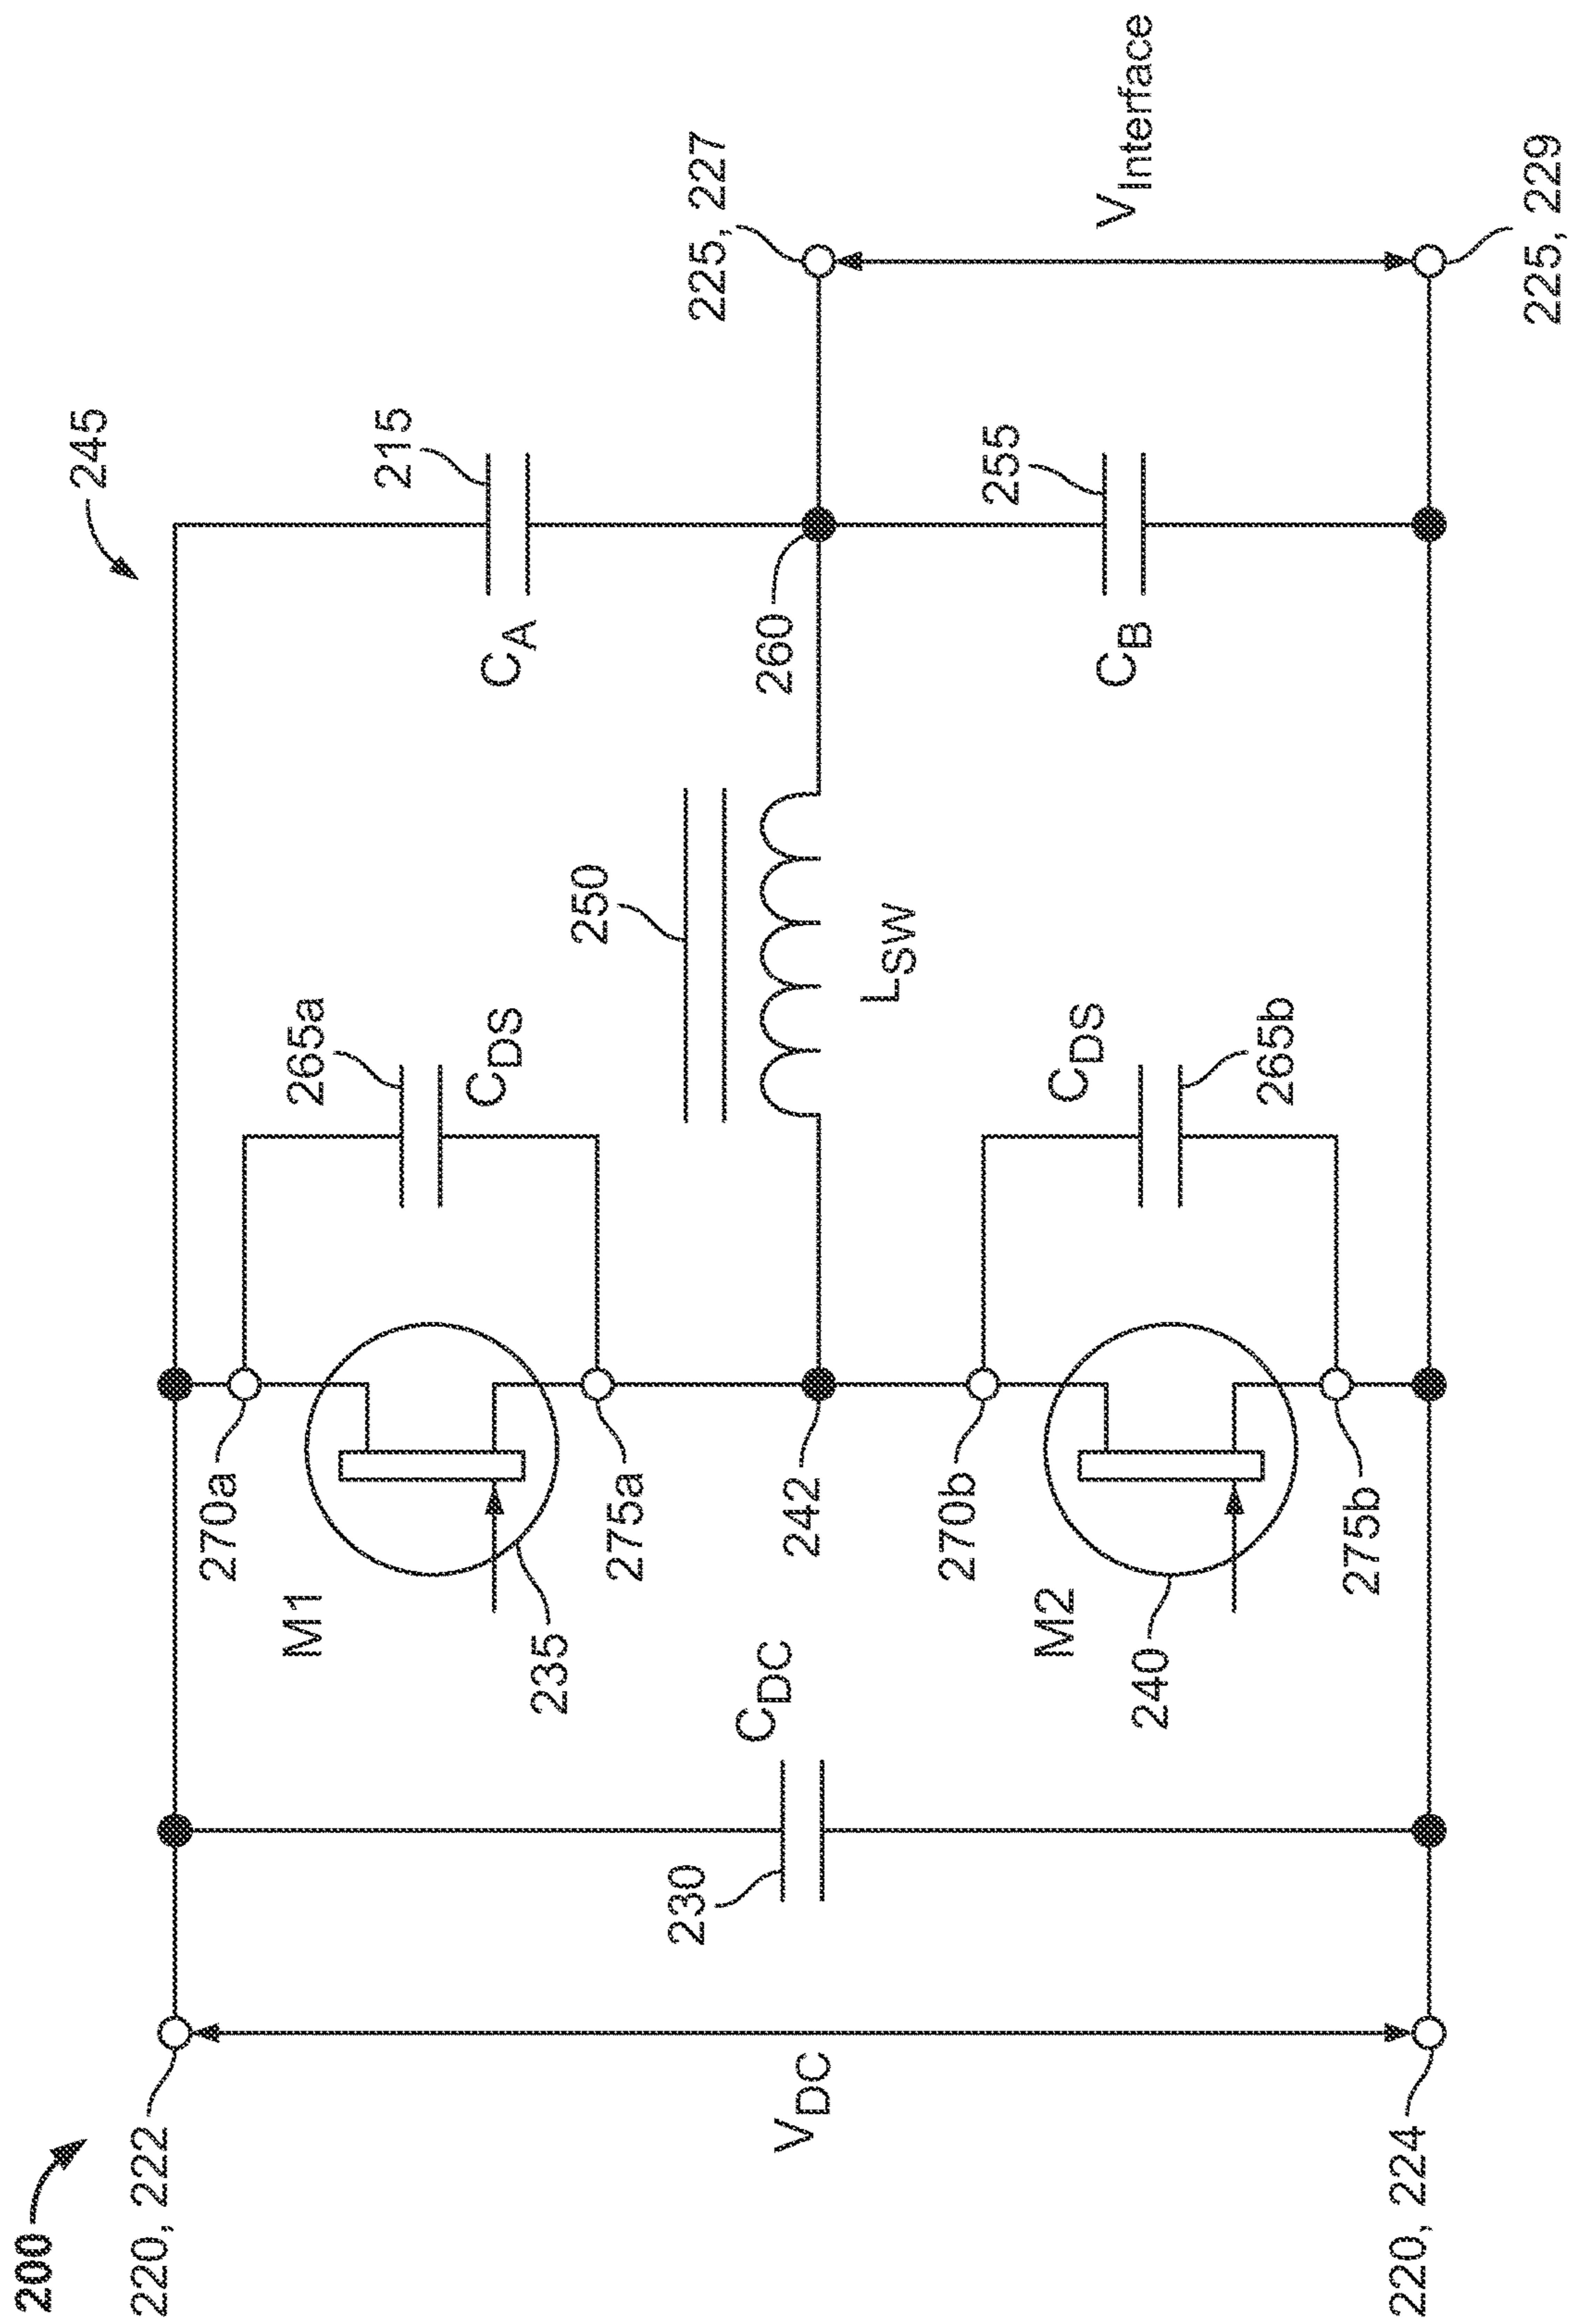 200
245
220, 222
V_DC
220, 224
230
C_DC
M1
235
270a
275a
265a
C_DS
242
M2
240
270b
275b
C_DS
265b
250
L_SW
260
215
C_A
255
C_B
225, 227
V_Interface
225, 229